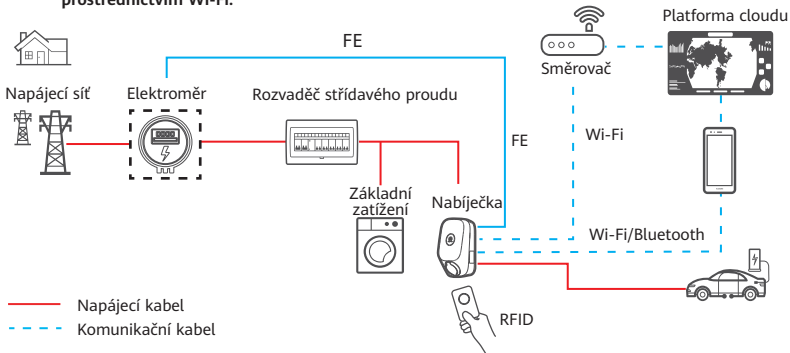 prostřednictvím Wi-Fi.
Platforma cloudu
FE
Směrovač
Napájecí síť
Elektroměr
Rozvaděč střídavého proudu
FE
Wi-Fi
Základní
zatížení
Nabíječka
Wi-Fi/Bluetooth
Napájecí kabel
RFID
Komunikační kabel